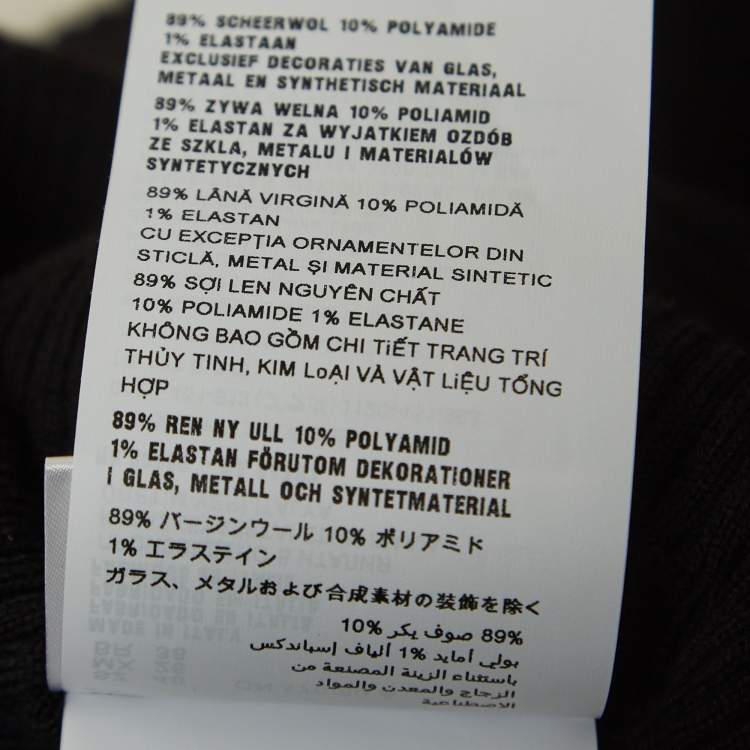 89% SCHEERWOL 10% POLYAMIDE
1% ELASTAAN
EXCLUSIEF DECORATIES VAN GLAS,
METAAL EN SYNTHETISCH MATERIAAL
89% ZYWA WELNA 10% POLIAMID
1% ELASTAN ZA WYJATKIEM OZDÓB
ZE SZKLA, METALU I MATERIALÓW
SYNTETYCZNYCH
89% LÂNĂ VIRGINĂ 10% POLIAMIDĂ
1% ELASTAN
CU EXCEPȚIA ORNAMENTELOR DIN
STICLĂ, METAL ȘI MATERIAL SINTETIC
89% SỢI LEN NGUYÊN CHẤT
10% POLIAMIDE 1% ELASTANE
KHÔNG BAO GỒM CHI TiẾT TRANG TRÍ
THỦY TINH, KIM LoẠI VÀ VẬT LiỆU TỔNG
HỢP
89% REN NY ULL 10% POLYAMID
1% ELASTAN FÖRUTOM DEKORATIONER
I GLAS, METALL OCH SYNTETMATERIAL
89% バージンウール 10% ポリアミド
1% エラステイン
ガラス、メタルおよび合成素材の装飾を除く
89% صوف بكر 10%
بولي أمايد 1% ألياف إسباندكس
باستثناء الزينة المصنعة من
الزجاج والمعدن والمواد
الاصطناعية
MADE IN ITALY